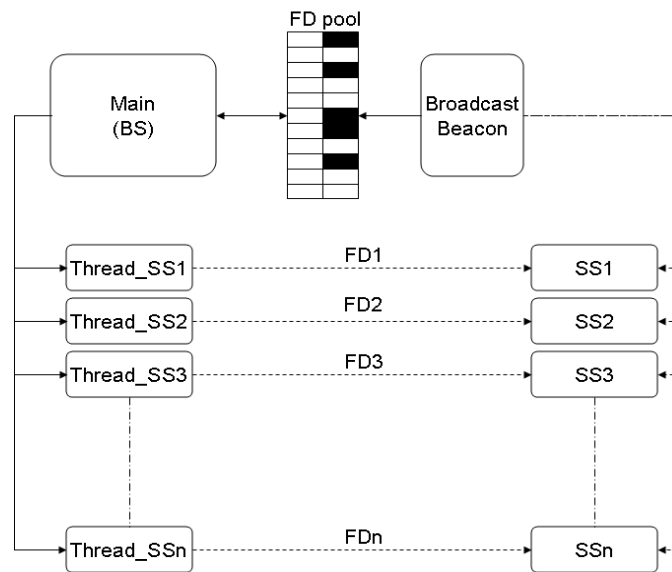 FD pool
Main
(BS)
Broadcast
Beacon
Thread_SS1
FD1
SS1
Thread_SS2
FD2
SS2
Thread_SS3
FD3
SS3
Thread_SSn
FDn
SSn